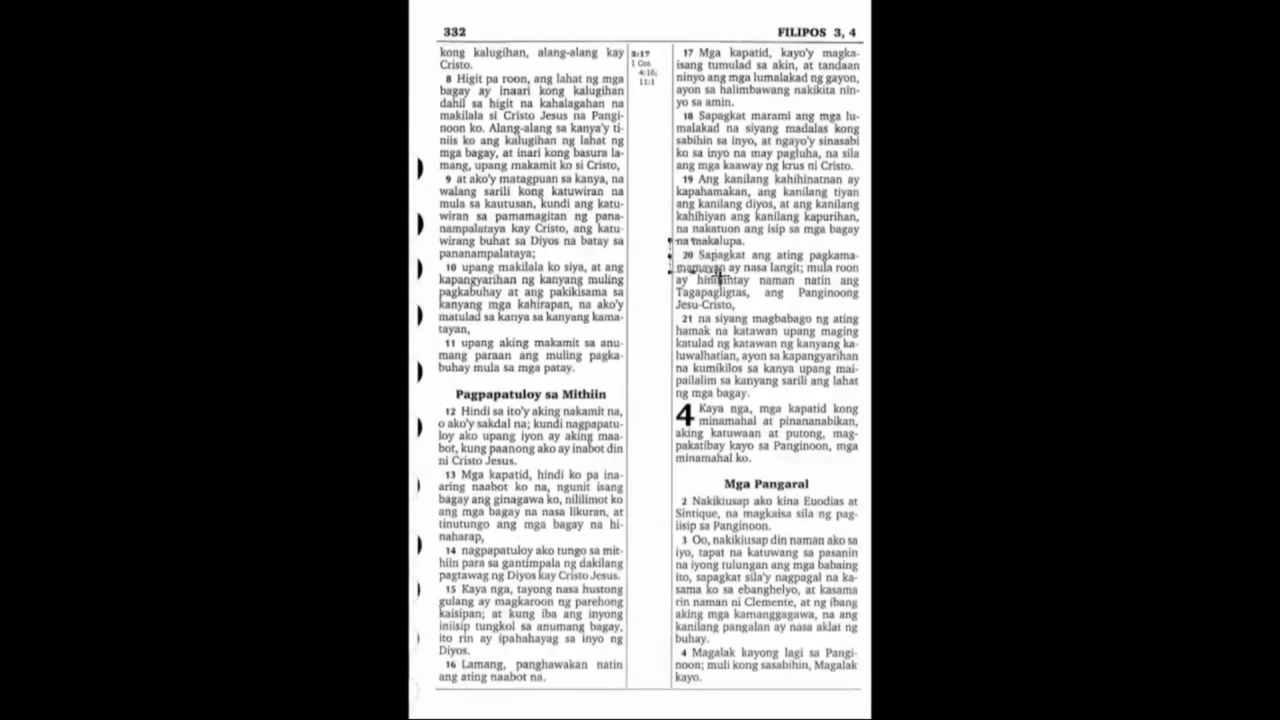 332
FILIPOS 3, 4
kong kalugihan, alang-alang kay
Cristo.
8 Higit pa roon, ang lahat ng mga
bagay ay inaari kong kalugihan
dahil sa higit na kahalagahan na
makilala si Cristo Jesus na Pangi-
noon ko. Alang-alang sa kanya'y ti-
niis ko ang kalugihan ng lahat ng
mga bagay, at inari kong basura la-
mang, upang makamit ko si Cristo,
9 at ako'y matagpuan sa kanya, na
walang sarili kong katuwiran na
mula sa kautusan, kundi ang katu-
wiran sa pamamagitan ng pana-
nampalataya kay Cristo, ang katu-
wirang buhat sa Diyos na batay sa
pananampalataya;
10 upang makilala ko siya, at ang
kapangyarihan ng kanyang muling
pagkabuhay at ang pakikisama sa
kanyang mga kahirapan, na ako'y
matulad sa kanya sa kanyang kama-
tayan,
11 upang aking makamit sa anu-
mang paraan ang muling pagka-
buhay mula sa mga patay.
Pagpapatuloy sa Mithiin
12 Hindi sa ito'y aking nakamit na,
o ako'y sakdal na; kundi nagpapatu-
loy ako upang iyon ay aking maa-
bot, kung paanong ako ay inabot din
ni Cristo Jesus.
13 Mga kapatid, hindi ko pa ina-
aring naabot ko na, ngunit isang
bagay ang ginagawa ko, nililimot ko
ang mga bagay na nasa likuran, at
tinutungo ang mga bagay na hi-
naharap,
14 nagpapatuloy ako tungo sa mit-
hiin para sa gantimpala ng dakilang
pagtawag ng Diyos kay Cristo Jesus.
15 Kaya nga, tayong nasa hustong
gulang ay magkaroon ng parehong
kaisipan; at kung iba ang inyong
iniisip tungkol sa anumang bagay,
ito rin ay ipahahayag sa inyo ng
Diyos.
16 Lamang, panghawakan natin
ang ating naabot na.
3:17
1 Cor.
4:16;
11:1
17 Mga kapatid, kayo'y magka-
isang tumulad sa akin, at tandaan
ninyo ang mga lumalakad ng gayon,
ayon sa halimbawang nakikita nin-
yo sa amin.
18 Sapagkat marami ang mga lu-
malakad na siyang madalas kong
sabihin sa inyo, at ngayo'y sinasabi
ko sa inyo na may pagluha, na sila
ang mga kaaway ng krus ni Cristo.
19 Ang kanilang kahihinatnan ay
kapahamakan, ang kanilang tiyan
ang kanilang diyos, at ang kanilang
kahihiyan ang kanilang kapurihan,
na nakatuon ang isip sa mga bagay
na makalupa.
20 Sapagkat ang ating pagkama-
mamayan ay nasa langit; mula roon
ay hinihintay naman natin ang
Tagapagligtas, ang Panginoong
Jesu-Cristo,
21 na siyang magbabago ng ating
hamak na katawan upang maging
katulad ng katawan ng kanyang ka-
luwalhatian, ayon sa kapangyarihan
na kumikilos sa kanya upang mai-
pailalim sa kanyang sarili ang lahat
ng mga bagay.
4 Kaya nga, mga kapatid kong
minamahal at pinananabikan,
aking katuwaan at putong, mag-
pakatibay kayo sa Panginoon, mga
minamahal ko.
Mga Pangaral
2 Nakikiusap ako kina Euodias at
Sintique, na magkaisa sila ng pag-
iisip sa Panginoon.
3 Oo, nakikiusap din naman ako sa
iyo, tapat na katuwang sa pasanin
na iyong tulungan ang mga babaing
ito, sapagkat sila'y nagpagal na ka-
sama ko sa ebanghelyo, at kasama
rin naman ni Clemente, at ng ibang
aking mga kamanggagawa, na ang
kanilang pangalan ay nasa aklat ng
buhay.
4 Magalak kayong lagi sa Pangi-
noon; muli kong sasabihin, Magalak
kayo.